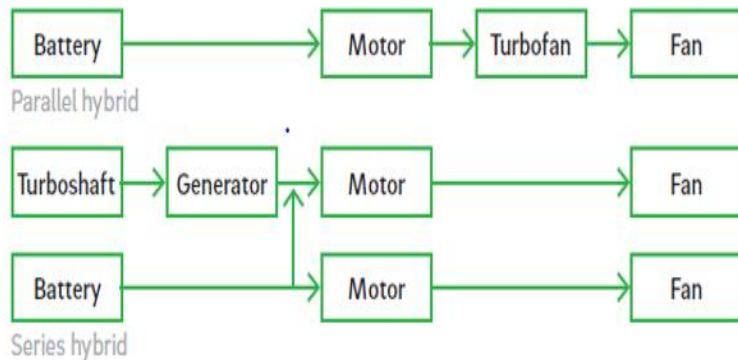 Battery Motor Turbofan Fan
Parallel hybrid
Turboshaft Generator Motor Fan
Battery Motor Fan
Series hybrid